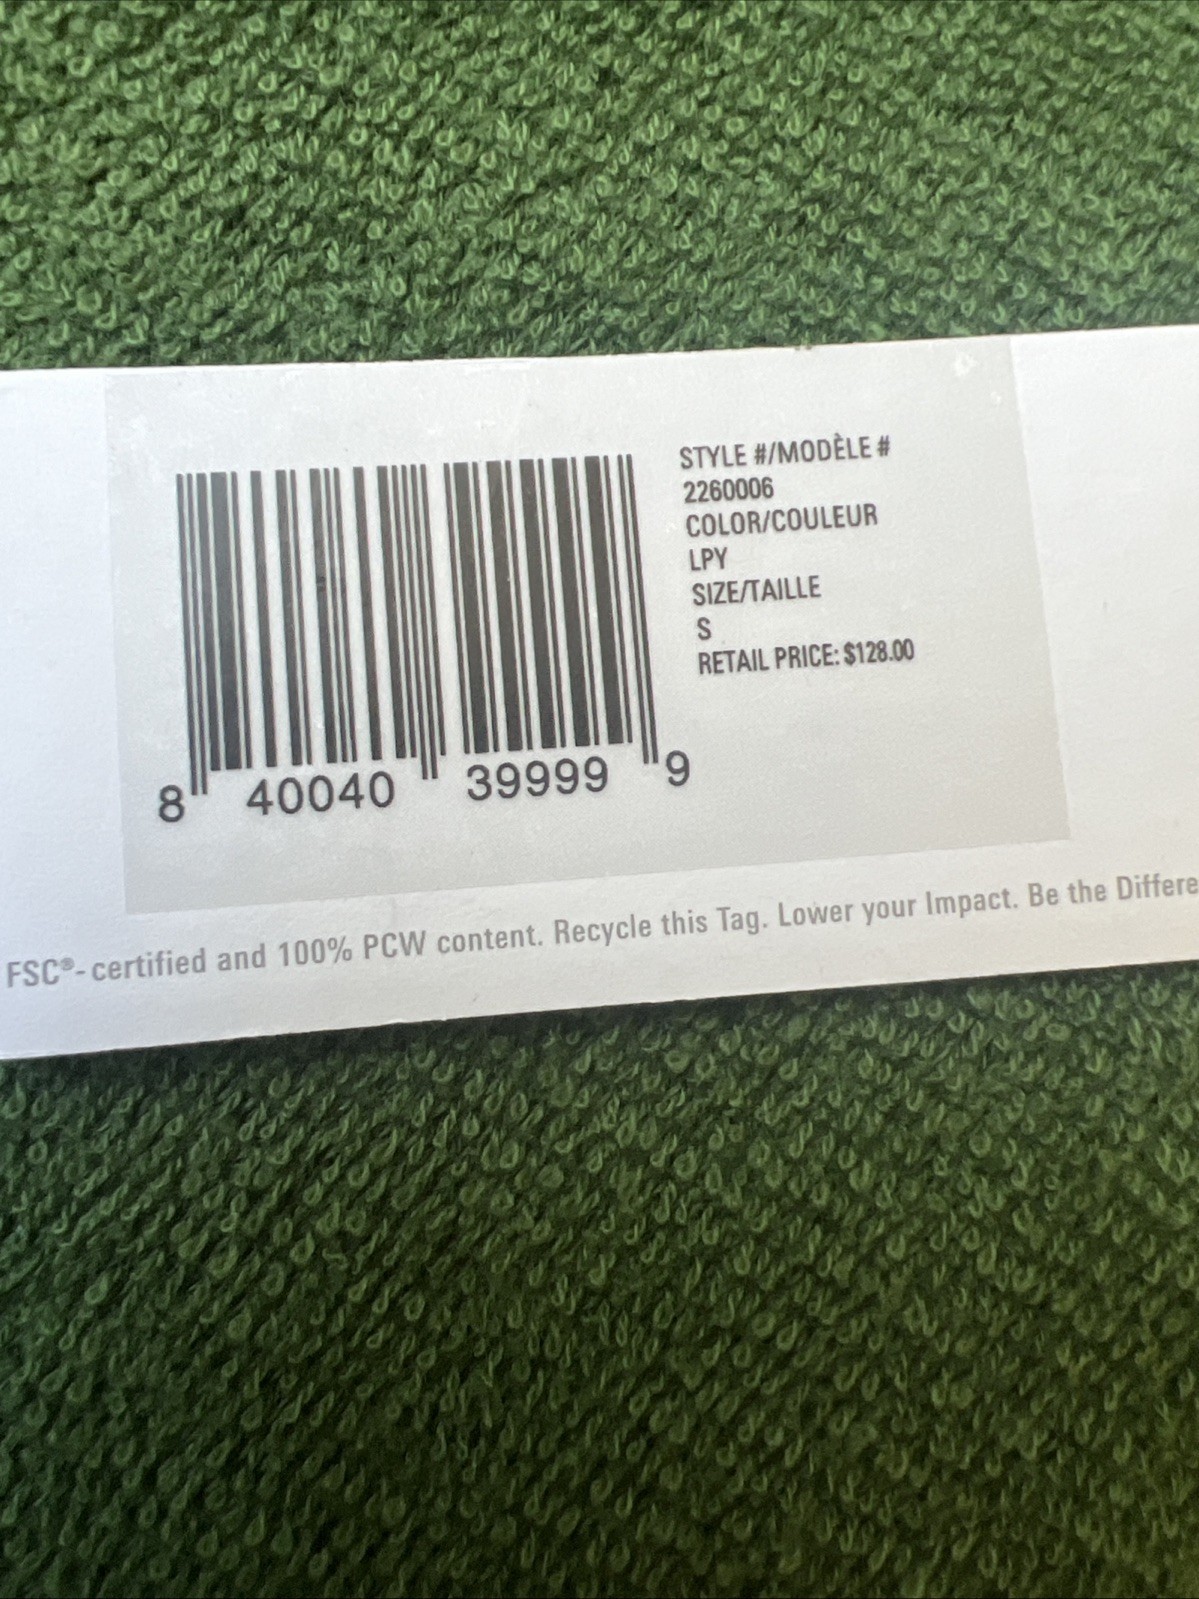 STYLE #/MODÈLE #
2260006
COLOR/COULEUR
LPY
SIZE/TAILLE
S
RETAIL PRICE: $128.00
8 40040 39999 9
FSC®- certified and 100% PCW content. Recycle this Tag. Lower your Impact. Be the Differe